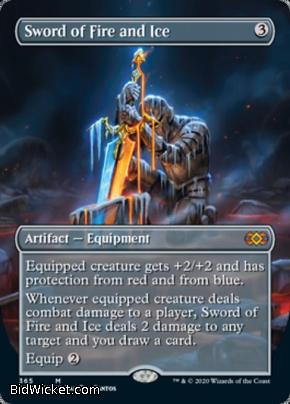 Sword of Fire and Ice 3
Artifact — Equipment
Equipped creature gets +2/+2 and has
protection from red and from blue.
Whenever equipped creature deals
combat damage to a player, Sword of
Fire and Ice deals 2 damage to any
target and you draw a card.
Equip 2
365 M
™ & © 2020 Wizards of the Coast
BidWicket.com